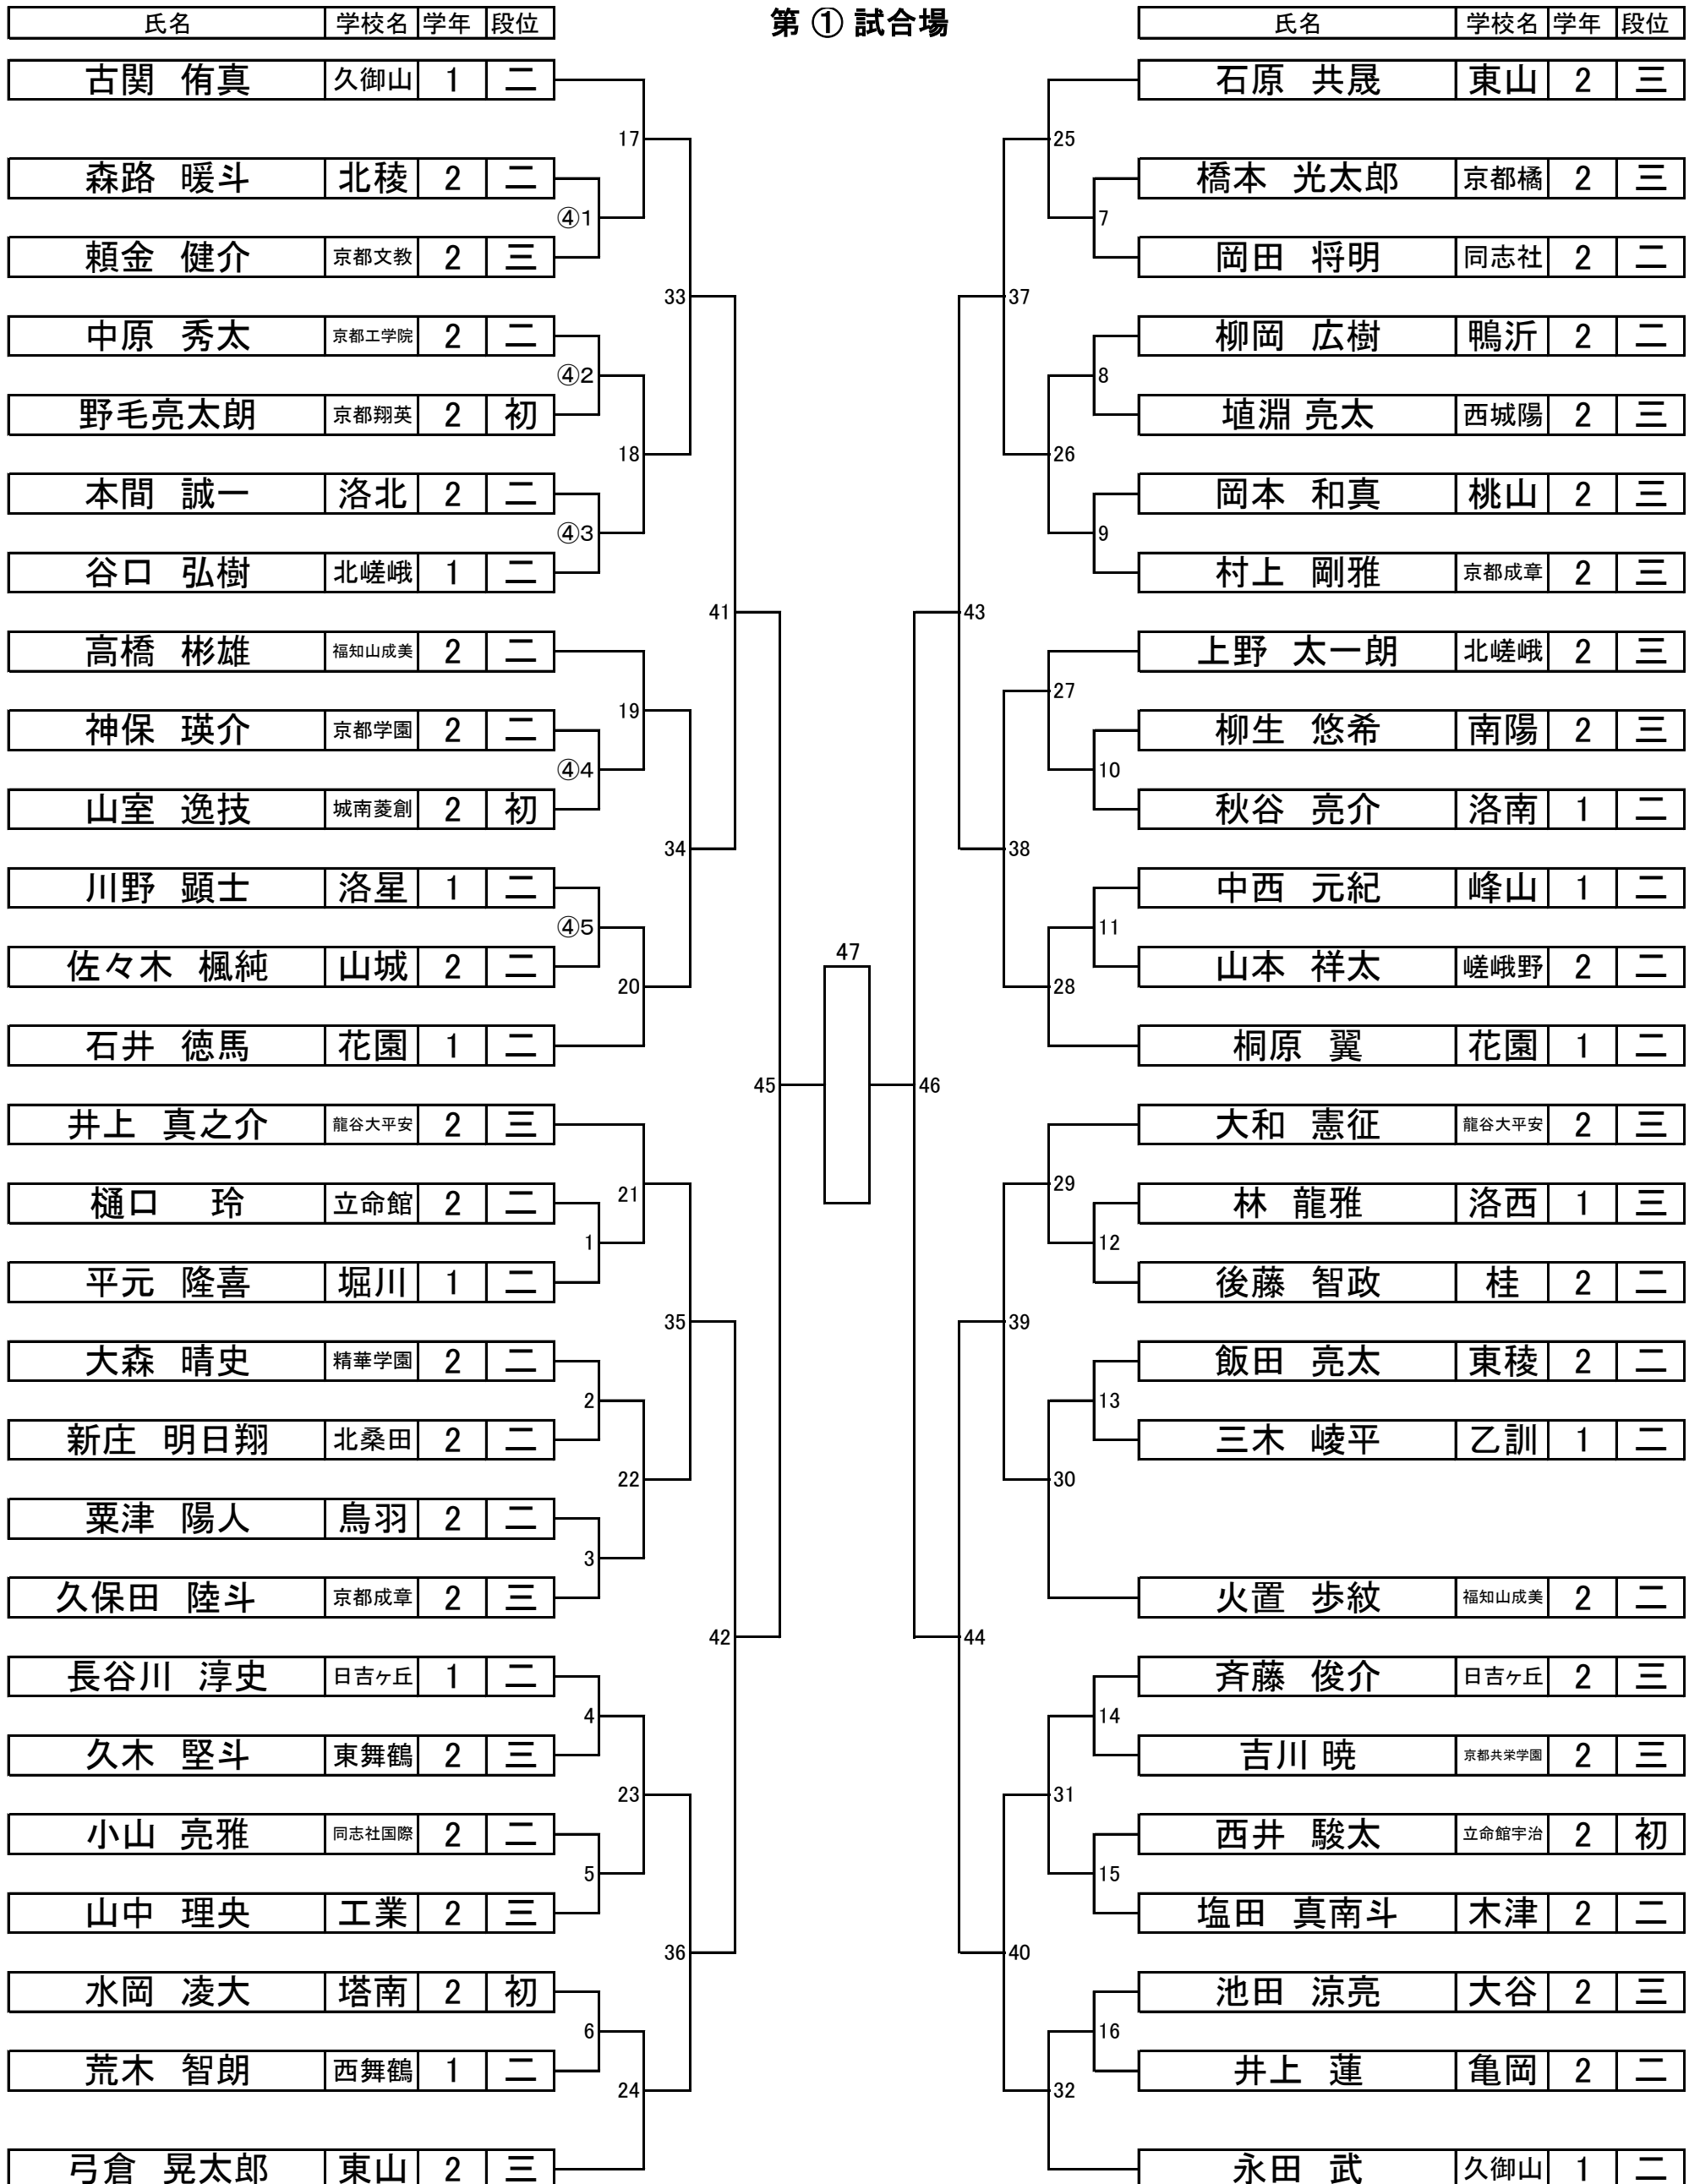 第 ① 試合場
氏名 学校名 学年 段位
古関 侑真 久御山 1 二
17
森路 暖斗 北稜 2 二
④1
頼金 健介 京都文教 2 三
33
中原 秀太 京都工学院 2 二
④2
野毛亮太朗 京都翔英 2 初
18
本間 誠一 洛北 2 二
④3
谷口 弘樹 北嵯峨 1 二
41
高橋 彬雄 福知山成美 2 二
19
神保 瑛介 京都学園 2 二
④4
山室 逸技 城南菱創 2 初
34
川野 顕士 洛星 1 二
④5
佐々木 楓純 山城 2 二
20
石井 徳馬 花園 1 二
45
井上 真之介 龍谷大平安 2 三
21
樋口 玲 立命館 2 二
1
平元 隆喜 堀川 1 二
35
大森 晴史 精華学園 2 二
2
新庄 明日翔 北桑田 2 二
22
粟津 陽人 鳥羽 2 二
3
久保田 陸斗 京都成章 2 三
42
長谷川 淳史 日吉ヶ丘 1 二
4
久木 堅斗 東舞鶴 2 三
23
小山 亮雅 同志社国際 2 二
5
山中 理央 工業 2 三
36
水岡 凌大 塔南 2 初
6
荒木 智朗 西舞鶴 1 二
24
弓倉 晃太郎 東山 2 三
47
氏名 学校名 学年 段位
石原 共晟 東山 2 三
25
橋本 光太郎 京都橘 2 三
7
岡田 将明 同志社 2 二
37
柳岡 広樹 鴨沂 2 二
8
埴淵 亮太 西城陽 2 三
26
岡本 和真 桃山 2 三
9
村上 剛雅 京都成章 2 三
43
上野 太一朗 北嵯峨 2 三
27
柳生 悠希 南陽 2 三
10
秋谷 亮介 洛南 1 二
38
中西 元紀 峰山 1 二
11
山本 祥太 嵯峨野 2 二
28
桐原 翼 花園 1 二
46
大和 憲征 龍谷大平安 2 三
29
林 龍雅 洛西 1 三
12
後藤 智政 桂 2 二
39
飯田 亮太 東稜 2 二
13
三木 崚平 乙訓 1 二
30
火置 歩紋 福知山成美 2 二
44
斉藤 俊介 日吉ヶ丘 2 三
14
吉川 暁 京都共栄学園 2 三
31
西井 駿太 立命館宇治 2 初
15
塩田 真南斗 木津 2 二
40
池田 涼亮 大谷 2 三
16
井上 蓮 亀岡 2 二
32
永田 武 久御山 1 二